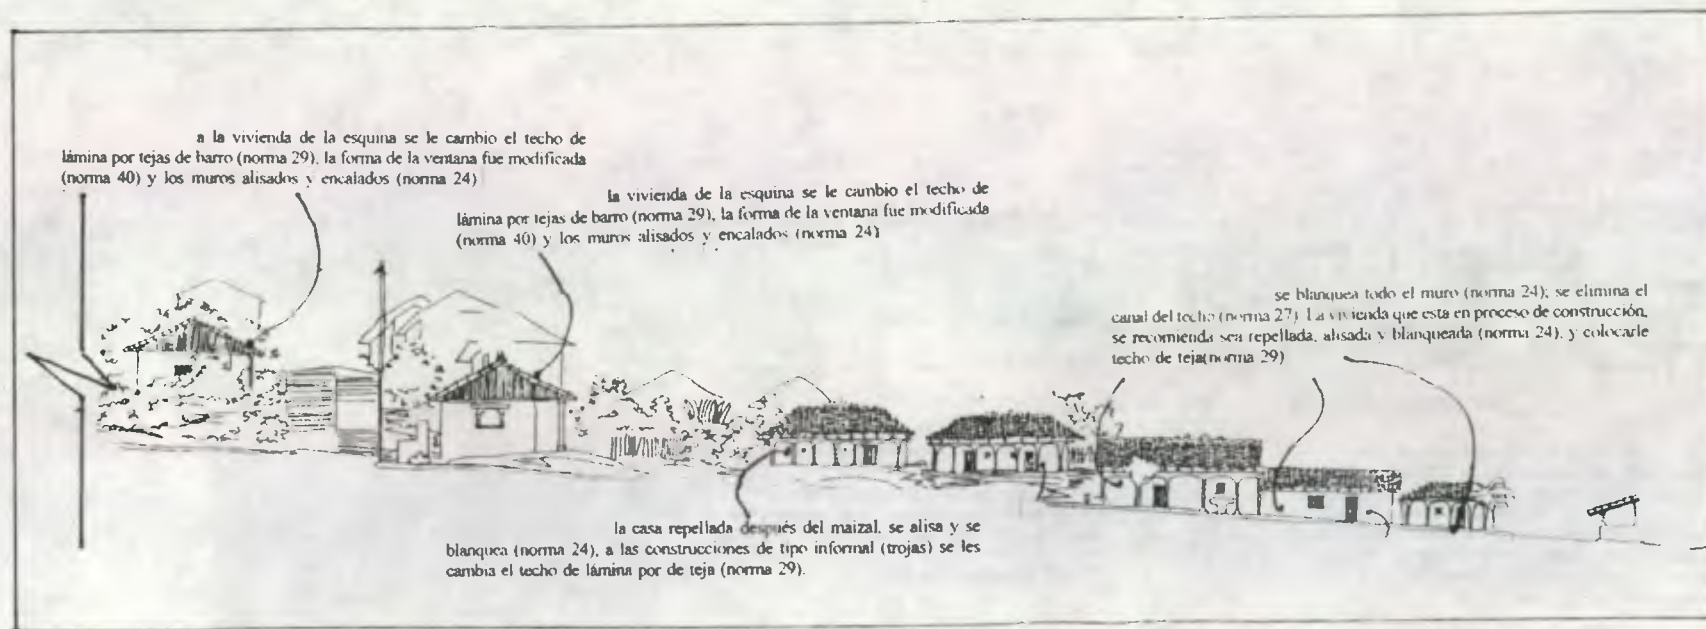 a la vivienda de la esquina se le cambio el techo de
lámina por tejas de barro (norma 29), la forma de la ventana fue modificada
(norma 40) y los muros alisados y encalados (norma 24)
la vivienda de la esquina se le cambio el techo de
lámina por tejas de barro (norma 29), la forma de la ventana fue modificada
(norma 40) y los muros alisados y encalados (norma 24)
se blanquea todo el muro (norma 24); se elimina el
canal del techo (norma 27). La vivienda que esta en proceso de construcción,
se recomienda sea repellada, alisada y blanqueada (norma 24), y colocarle
techo de teja(norma 29)
la casa repellada después del maizal, se alisa y se
blanquea (norma 24), a las construcciones de tipo informal (trojas) se les
cambia el techo de lámina por de teja (norma 29).